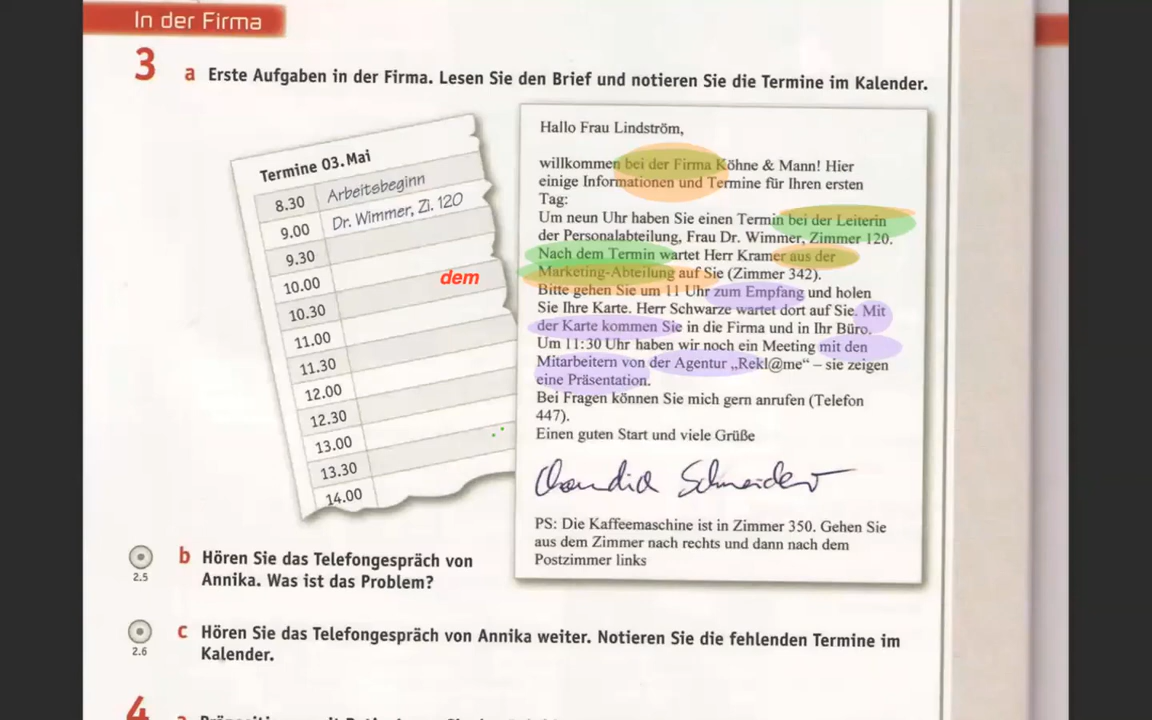 In der Firma
3 a Erste Aufgaben in der Firma. Lesen Sie den Brief und notieren Sie die Termine im Kalender.
Termine 03. Mai
8.30 Arbeitsbeginn
9.00 Dr. Wimmer, Zi. 120
9.30
10.00
10.30
11.00
11.30
12.00
12.30
13.00
13.30
14.00
dem
Hallo Frau Lindström,
willkommen bei der Firma Köhne & Mann! Hier
einige Informationen und Termine für Ihren ersten
Tag:
Um neun Uhr haben Sie einen Termin bei der Leiterin
der Personalabteilung, Frau Dr. Wimmer, Zimmer 120.
Nach dem Termin wartet Herr Kramer aus der
Marketing-Abteilung auf Sie (Zimmer 342).
Bitte gehen Sie um 11 Uhr zum Empfang und holen
Sie Ihre Karte. Herr Schwarze wartet dort auf Sie. Mit
der Karte kommen Sie in die Firma und in Ihr Büro.
Um 11:30 Uhr haben wir noch ein Meeting mit den
Mitarbeitern von der Agentur „Rekl@me“ – sie zeigen
eine Präsentation.
Bei Fragen können Sie mich gern anrufen (Telefon
447).
Einen guten Start und viele Grüße
Claudia Schneider
PS: Die Kaffeemaschine ist in Zimmer 350. Gehen Sie
aus dem Zimmer nach rechts und dann nach dem
Postzimmer links
2.5
b Hören Sie das Telefongespräch von
Annika. Was ist das Problem?
2.6
c Hören Sie das Telefongespräch von Annika weiter. Notieren Sie die fehlenden Termine im
Kalender.
4